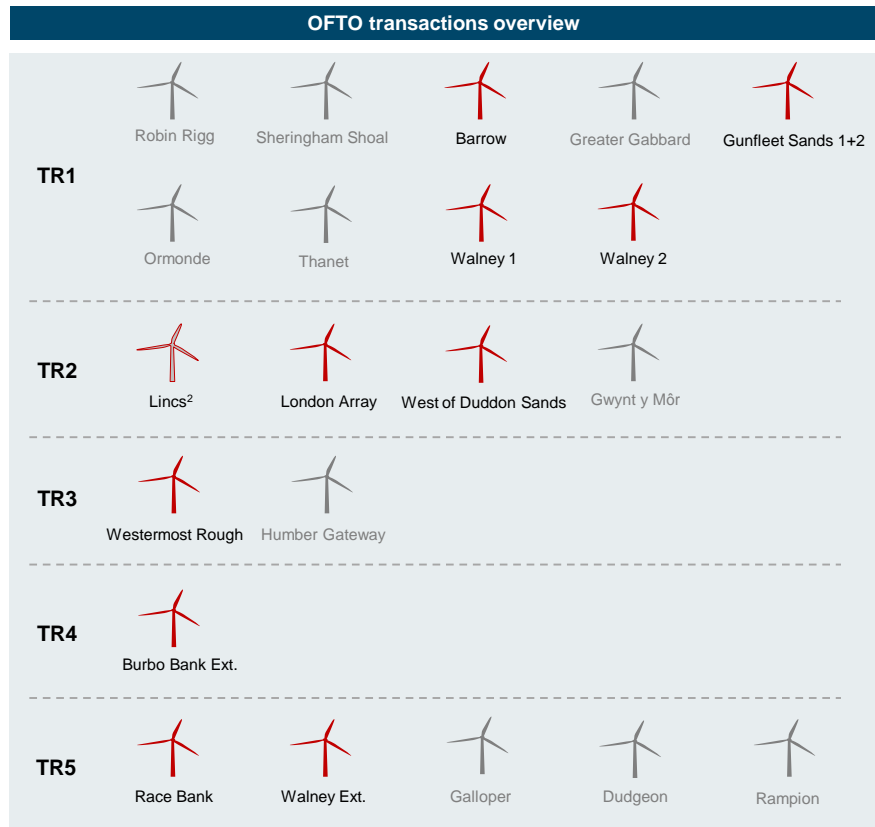 OFTO transactions overview
Robin Rigg
Sheringham Shoal
Barrow
Greater Gabbard
Gunfleet Sands 1+2
TR1
Ormonde
Thanet
Walney 1
Walney 2
TR2
Lincs²
London Array
West of Duddon Sands
Gwynt y Môr
TR3
Westermost Rough
Humber Gateway
TR4
Burbo Bank Ext.
TR5
Race Bank
Walney Ext.
Galloper
Dudgeon
Rampion